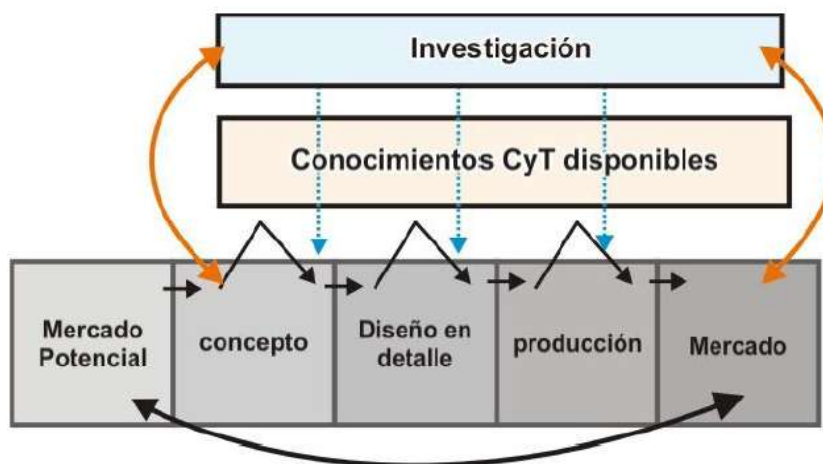 Investigación
Conocimientos CyT disponibles
Mercado
Potencial
concepto
Diseño en
detalle
producción
Mercado